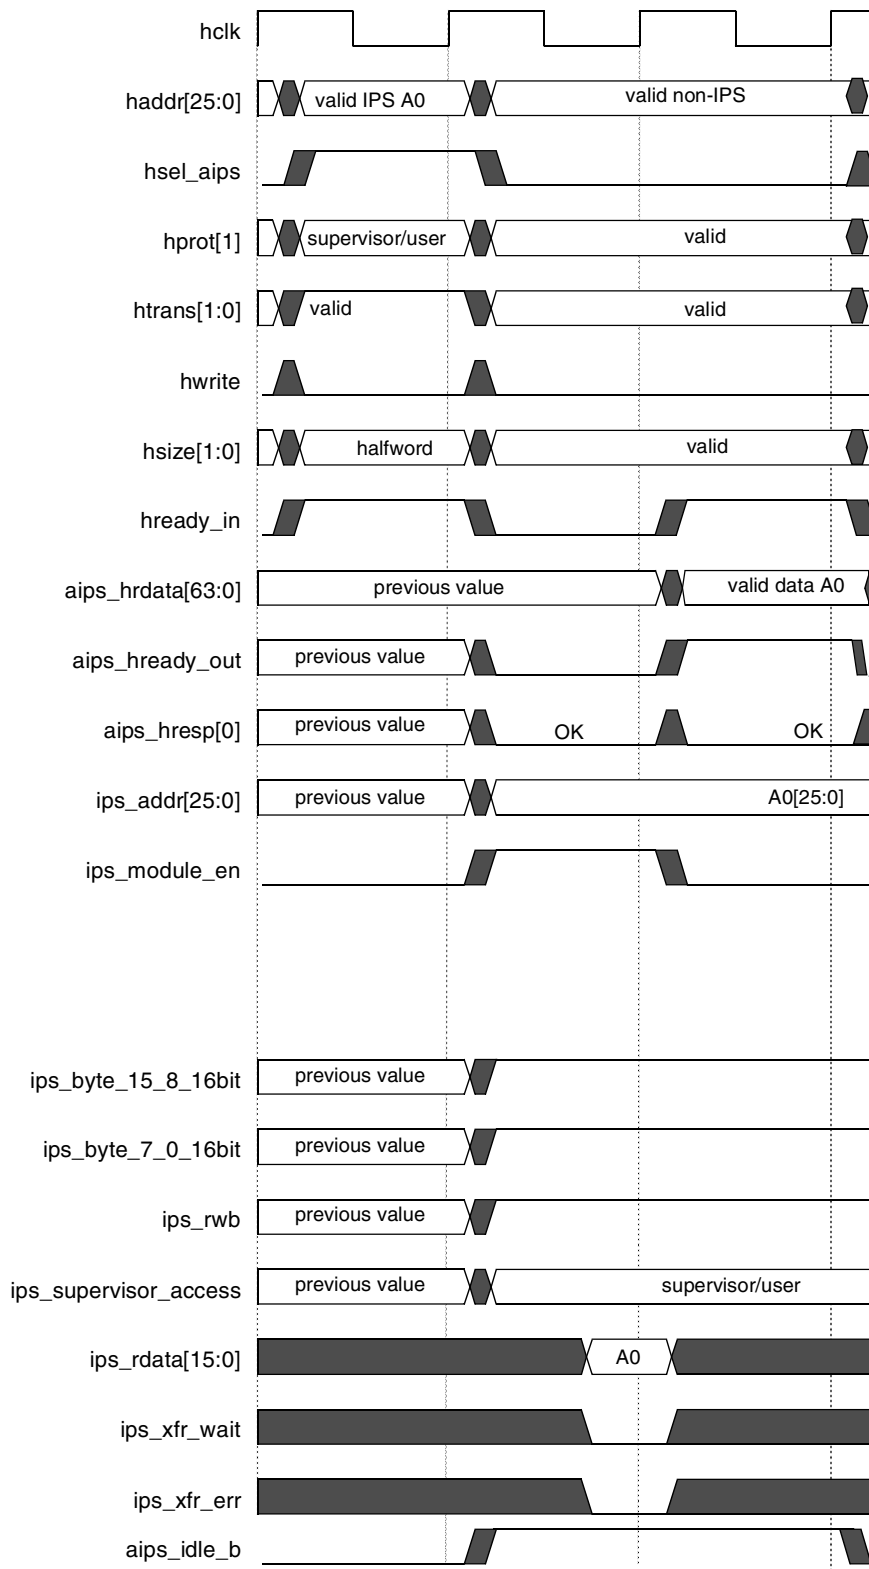 hclk
haddr[25:0] valid IPS A0 valid non-IPS
hsel_aips
hprot[1] supervisor/user valid
htrans[1:0] valid valid
hwrite
hsize[1:0] halfword valid
hready_in
aips_hrdata[63:0] previous value valid data A0
aips_hready_out previous value
aips_hresp[0] previous value OK OK
ips_addr[25:0] previous value A0[25:0]
ips_module_en
ips_byte_15_8_16bit previous value
ips_byte_7_0_16bit previous value
ips_rwb previous value
ips_supervisor_access previous value supervisor/user
ips_rdata[15:0] A0
ips_xfr_wait
ips_xfr_err
aips_idle_b